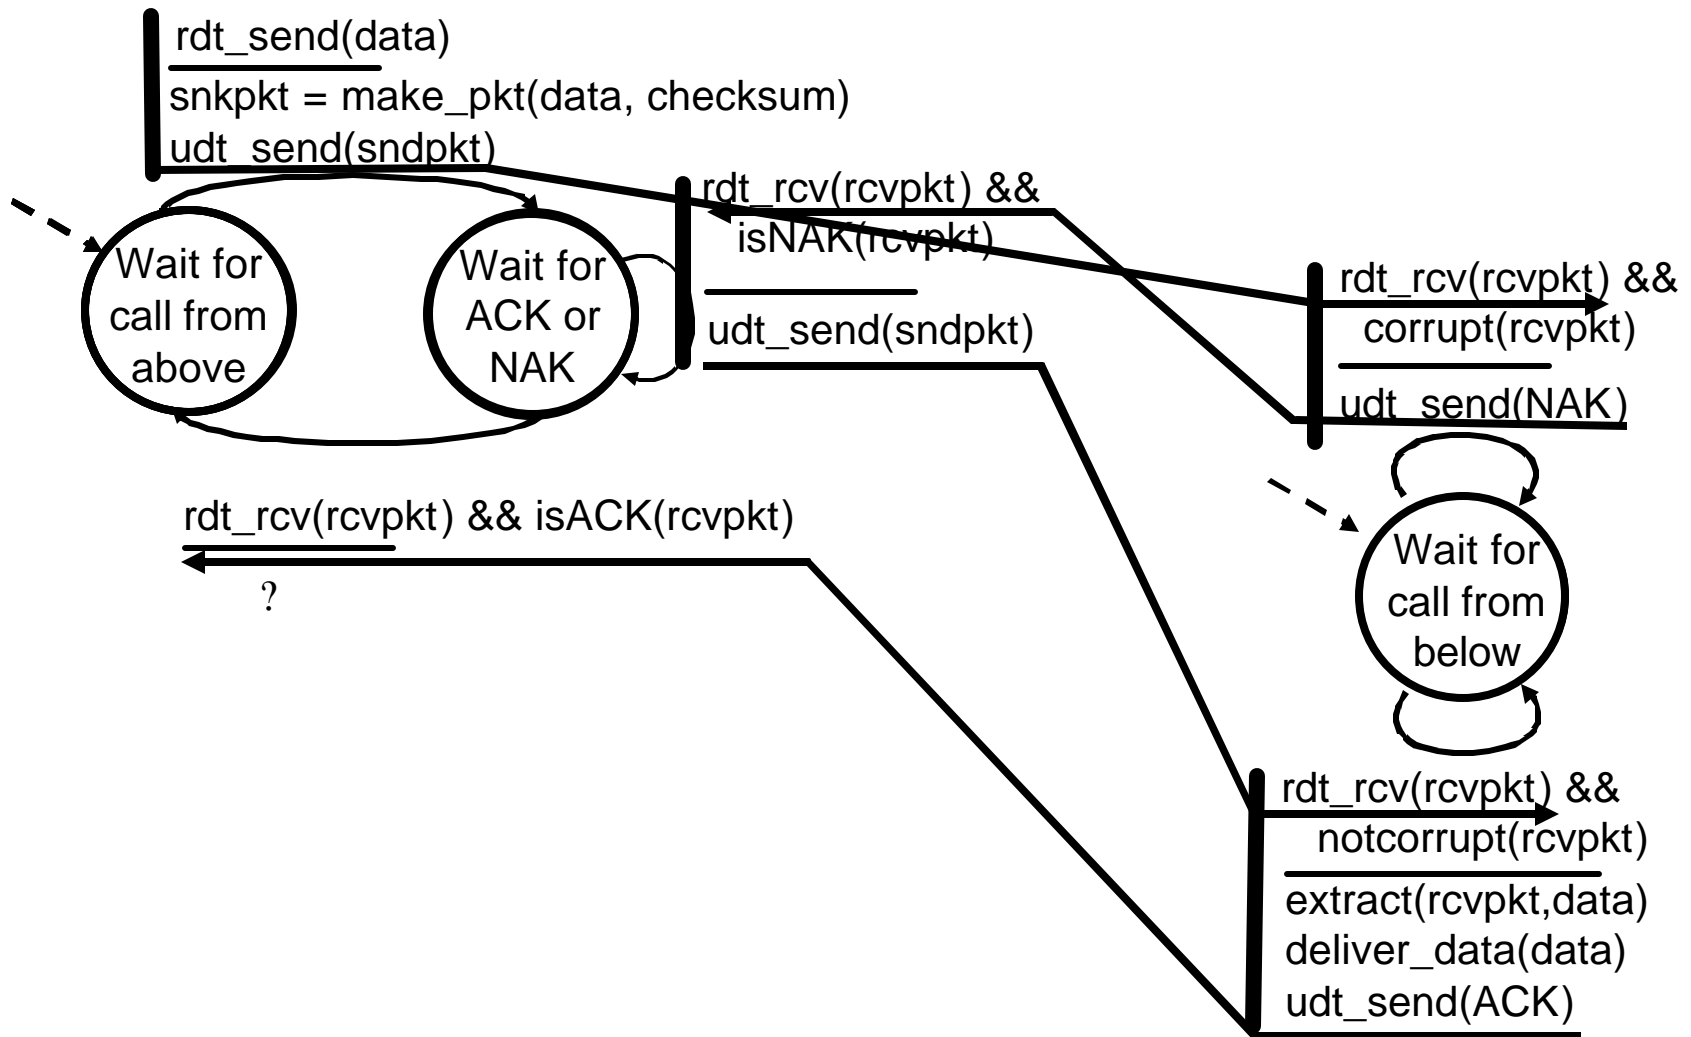 rdt_send(data)
snkpkt = make_pkt(data, checksum)
udt_send(sndpkt)
rdt_rcv(rcvpkt) &&
isNAK(rcvpkt)
udt_send(sndpkt)
Wait for
call from
above
Wait for
ACK or
NAK
rdt_rcv(rcvpkt) && isACK(rcvpkt)
?
rdt_rcv(rcvpkt) &&
corrupt(rcvpkt)
udt_send(NAK)
Wait for
call from
below
rdt_rcv(rcvpkt) &&
notcorrupt(rcvpkt)
extract(rcvpkt,data)
deliver_data(data)
udt_send(ACK)